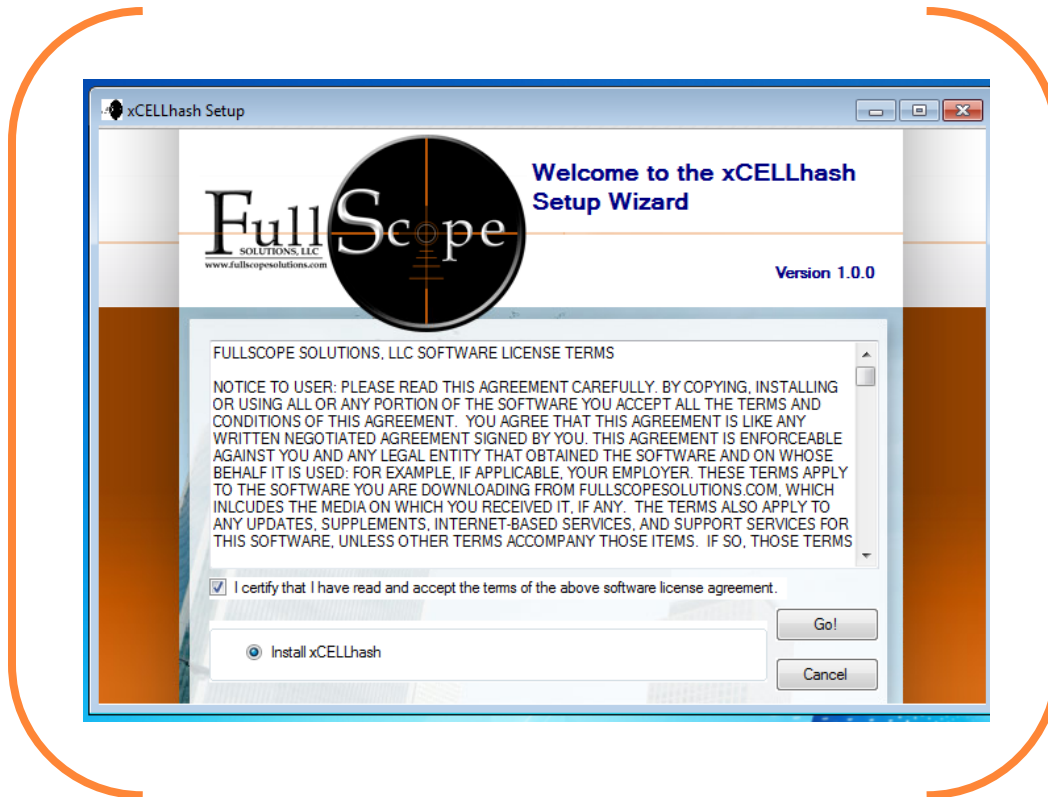 xCELLhash Setup
Full Scope
SOLUTIONS, LLC
www.fullscopesolutions.com
Welcome to the xCELLhash
Setup Wizard
Version 1.0.0
FULLSCOPE SOLUTIONS, LLC SOFTWARE LICENSE TERMS
NOTICE TO USER: PLEASE READ THIS AGREEMENT CAREFULLY. BY COPYING, INSTALLING
OR USING ALL OR ANY PORTION OF THE SOFTWARE YOU ACCEPT ALL THE TERMS AND
CONDITIONS OF THIS AGREEMENT. YOU AGREE THAT THIS AGREEMENT IS LIKE ANY
WRITTEN NEGOTIATED AGREEMENT SIGNED BY YOU. THIS AGREEMENT IS ENFORCEABLE
AGAINST YOU AND ANY LEGAL ENTITY THAT OBTAINED THE SOFTWARE AND ON WHOSE
BEHALF IT IS USED: FOR EXAMPLE, IF APPLICABLE, YOUR EMPLOYER. THESE TERMS APPLY
TO THE SOFTWARE YOU ARE DOWNLOADING FROM FULLSCOPESOLUTIONS.COM, WHICH
INLCUDES THE MEDIA ON WHICH YOU RECEIVED IT, IF ANY. THE TERMS ALSO APPLY TO
ANY UPDATES, SUPPLEMENTS, INTERNET-BASED SERVICES, AND SUPPORT SERVICES FOR
THIS SOFTWARE, UNLESS OTHER TERMS ACCOMPANY THOSE ITEMS. IF SO, THOSE TERMS
I certify that I have read and accept the terms of the above software license agreement.
Go!
Install xCELLhash
Cancel